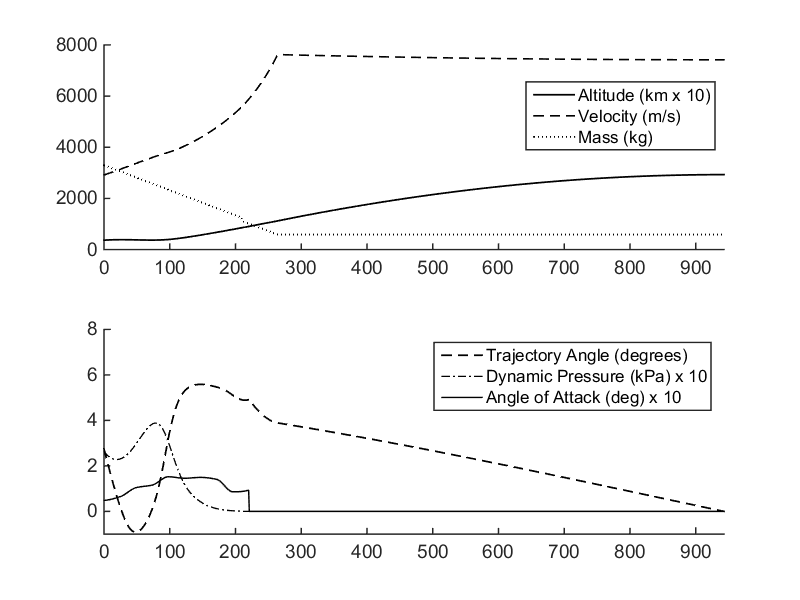 8000
6000
4000
2000
0
Altitude (km x 10)
Velocity (m/s)
Mass (kg)
0 100 200 300 400 500 600 700 800 900
8
6
4
2
0
Trajectory Angle (degrees)
Dynamic Pressure (kPa) x 10
Angle of Attack (deg) x 10
0 100 200 300 400 500 600 700 800 900